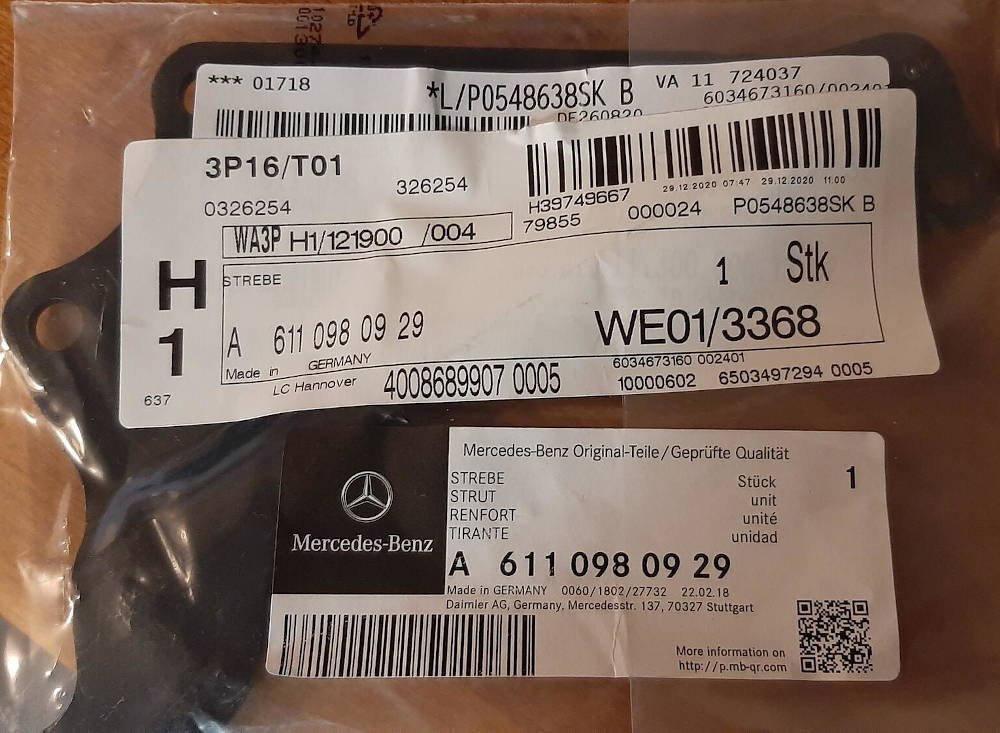 *** 01718
*L/P0548638SK B
VA 11 724037
6034673160/002401
DE260820
3P16/T01
0326254
326254
H39749667
29.12.2020 07:47 29.12.2020 11:00
79855
000024
P0548638SK B
WA3P H1/121900 /004
H
1
STREBE
1 Stk
A 611 098 09 29
WE01/3368
Made in GERMANY
LC Hannover
4008689907 0005
6034673160 002401
10000602
6503497294 0005
637
Mercedes-Benz
Mercedes-Benz Original-Teile/Geprüfte Qualität
STREBE
STRUT
RENFORT
TIRANTE
Stück
unit
unité
unidad
1
A 611 098 09 29
Made in GERMANY 0060/1802/27732 22.02.18
Daimler AG, Germany, Mercedesstr. 137, 70327 Stuttgart
More information on
http://p.mb-qr.com